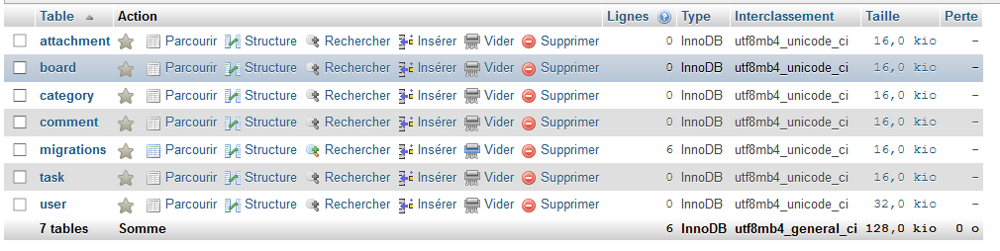 Table Action Lignes Type Interclassement Taille Perte
attachment Parcourir Structure Rechercher Insérer Vider Supprimer 0 InnoDB utf8mb4_unicode_ci 16,0 kio -
board Parcourir Structure Rechercher Insérer Vider Supprimer 0 InnoDB utf8mb4_unicode_ci 16,0 kio -
category Parcourir Structure Rechercher Insérer Vider Supprimer 0 InnoDB utf8mb4_unicode_ci 16,0 kio -
comment Parcourir Structure Rechercher Insérer Vider Supprimer 0 InnoDB utf8mb4_unicode_ci 16,0 kio -
migrations Parcourir Structure Rechercher Insérer Vider Supprimer 6 InnoDB utf8mb4_unicode_ci 16,0 kio -
task Parcourir Structure Rechercher Insérer Vider Supprimer 0 InnoDB utf8mb4_unicode_ci 16,0 kio -
user Parcourir Structure Rechercher Insérer Vider Supprimer 0 InnoDB utf8mb4_unicode_ci 32,0 kio -
7 tables Somme 6 InnoDB utf8mb4_general_ci 128,0 kio 0 o